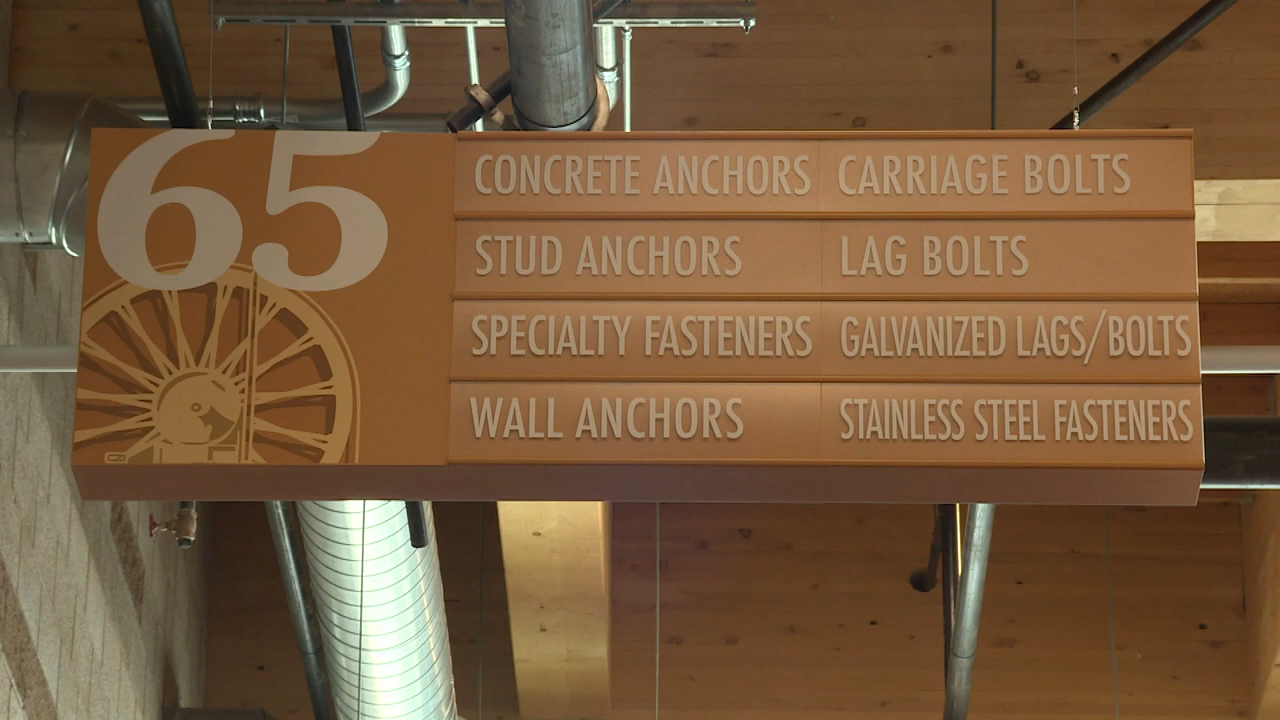 65
CONCRETE ANCHORS
STUD ANCHORS
SPECIALTY FASTENERS
WALL ANCHORS
CARRIAGE BOLTS
LAG BOLTS
GALVANIZED LAGS/BOLTS
STAINLESS STEEL FASTENERS